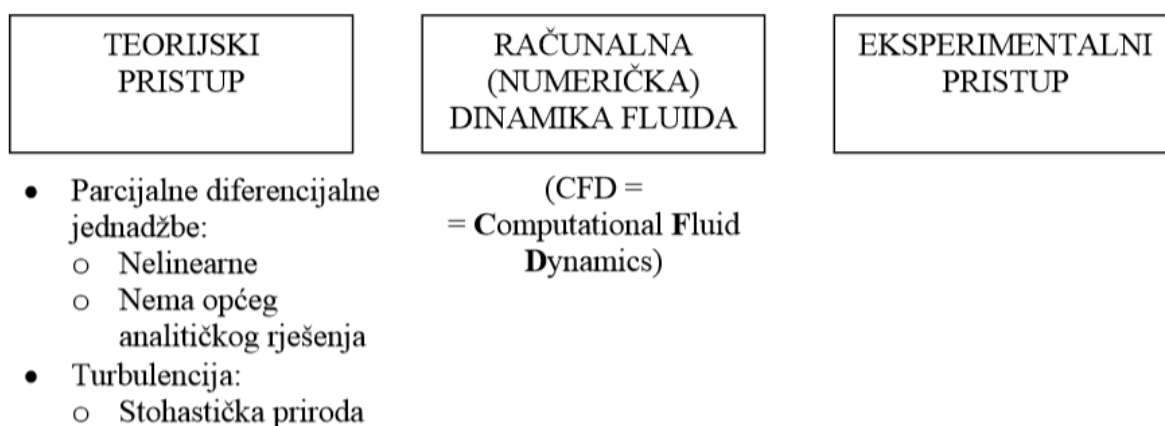 TEORIJSKI
PRISTUP
RAČUNALNA
(NUMERIČKA)
DINAMIKA FLUIDA
EKSPERIMENTALNI
PRISTUP
• Parcijalne diferencijalne
jednadžbe:
o Nelinearne
o Nema općeg
analitičkog rješenja
• Turbulencija:
o Stohastička priroda
(CFD =
= Computational Fluid
Dynamics)